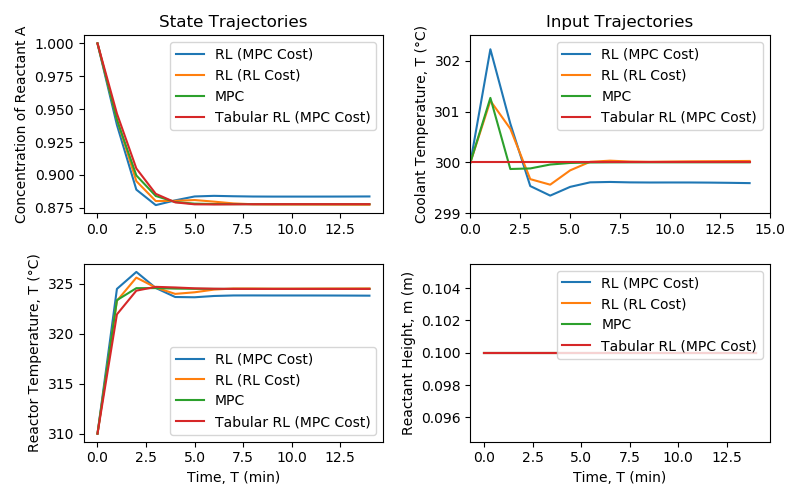 State Trajectories
Concentration of Reactant A
1.000
0.975
0.950
0.925
0.900
0.875
RL (MPC Cost)
RL (RL Cost)
MPC
Tabular RL (MPC Cost)
0.0 2.5 5.0 7.5 10.0 12.5
Input Trajectories
Coolant Temperature, T (°C)
302
301
300
299
RL (MPC Cost)
RL (RL Cost)
MPC
Tabular RL (MPC Cost)
0.0 2.5 5.0 7.5 10.0 12.5 15.0
Reactor Temperature, T (°C)
325
320
315
310
RL (MPC Cost)
RL (RL Cost)
MPC
Tabular RL (MPC Cost)
0.0 2.5 5.0 7.5 10.0 12.5
Time, T (min)
Reactant Height, m (m)
0.104
0.102
0.100
0.098
0.096
RL (MPC Cost)
RL (RL Cost)
MPC
Tabular RL (MPC Cost)
0.0 2.5 5.0 7.5 10.0 12.5
Time, T (min)